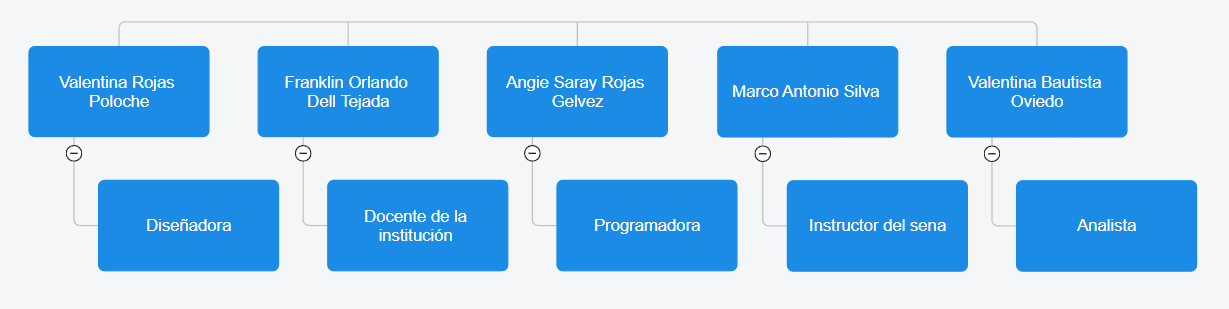 Valentina Rojas
Poloche
Franklin Orlando
Dell Tejada
Angie Saray Rojas
Gelvez
Marco Antonio Silva
Valentina Bautista
Oviedo
Diseñadora
Docente de la
institución
Programadora
Instructor del sena
Analista